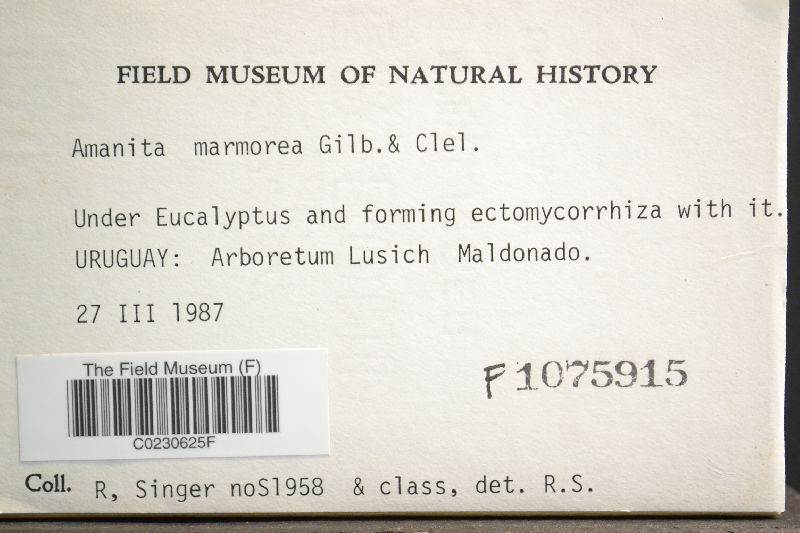 FIELD MUSEUM OF NATURAL HISTORY
Amanita marmorea Gilb.& Clel.
Under Eucalyptus and forming ectomycorrhiza with it.
URUGUAY: Arboretum Lusich Maldonado.
27 III 1987
The Field Museum (F)
C0230625F
F1075915
Coll. R, Singer noS1958 & class, det. R.S.